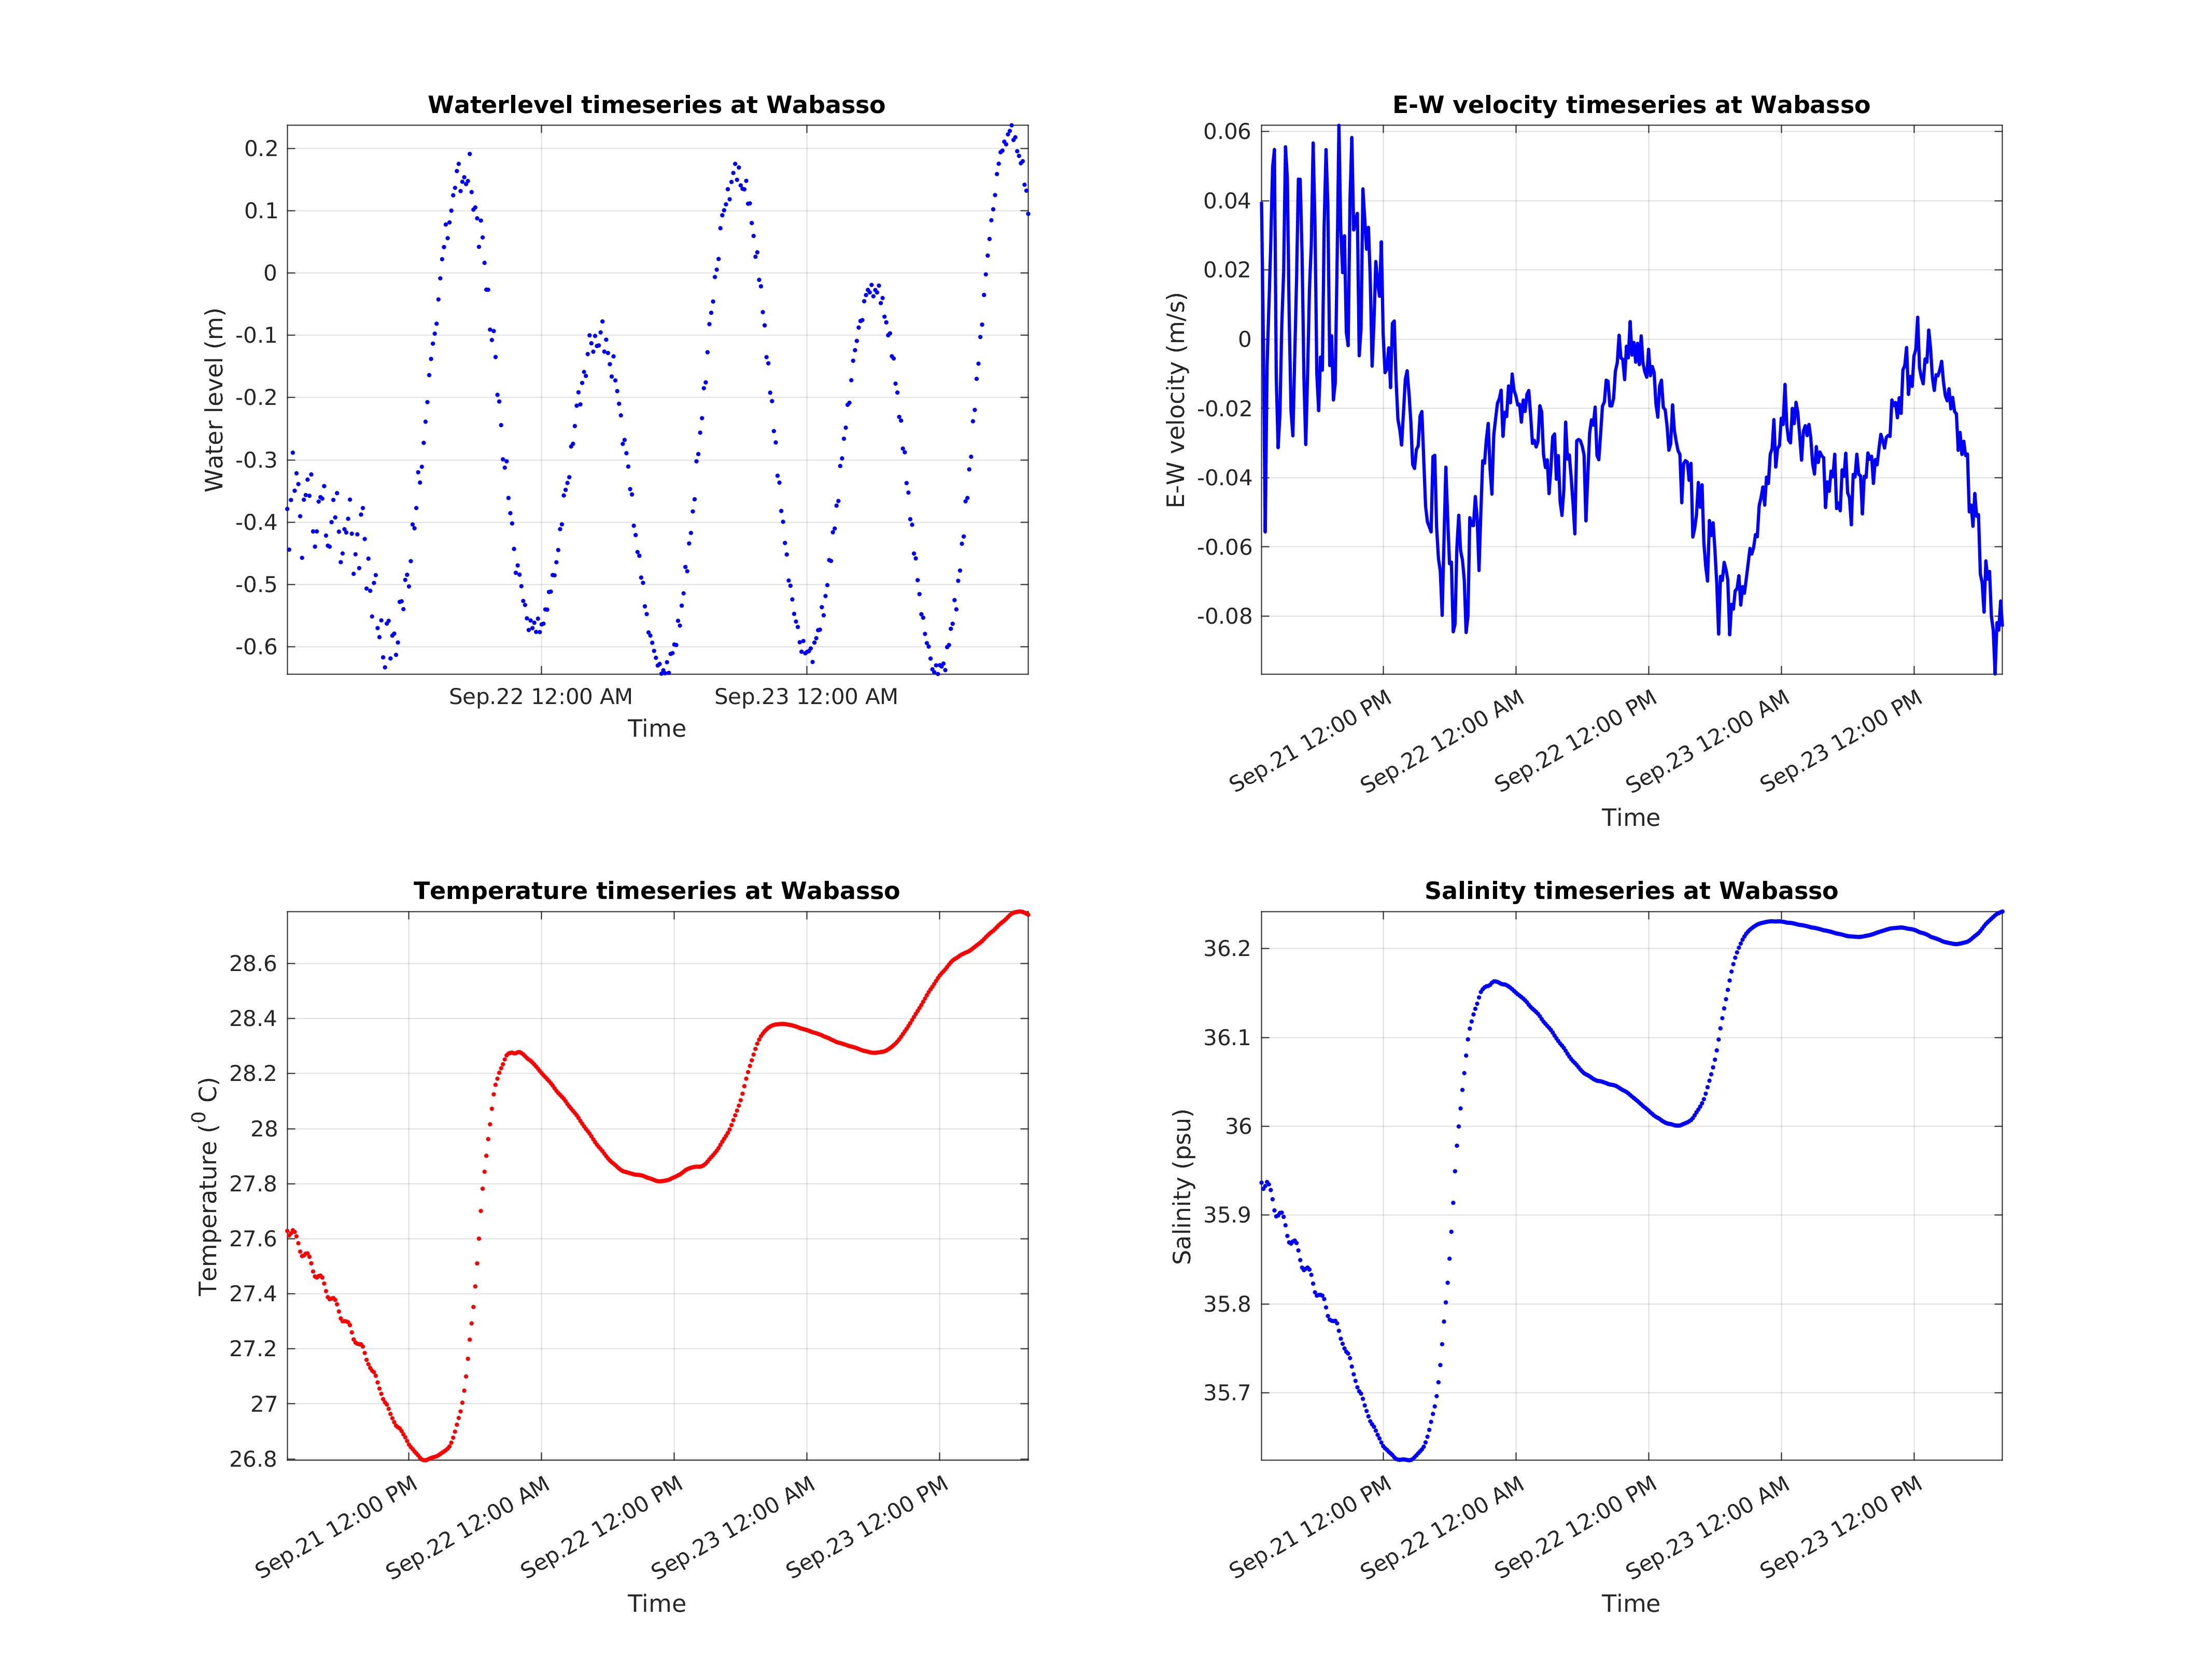 Waterlevel timeseries at Wabasso
0.2
0.1
0
-0.1
-0.2
-0.3
-0.4
-0.5
-0.6
Water level (m)
Sep.22 12:00 AM
Sep.23 12:00 AM
Time
E-W velocity timeseries at Wabasso
0.06
0.04
0.02
0
-0.02
-0.04
-0.06
-0.08
E-W velocity (m/s)
Sep.21 12:00 PM
Sep.22 12:00 AM
Sep.22 12:00 PM
Sep.23 12:00 AM
Sep.23 12:00 PM
Time
Temperature timeseries at Wabasso
28.6
28.4
28.2
28
27.8
27.6
27.4
27.2
27
26.8
Temperature (⁰ C)
Sep.21 12:00 PM
Sep.22 12:00 AM
Sep.22 12:00 PM
Sep.23 12:00 AM
Sep.23 12:00 PM
Time
Salinity timeseries at Wabasso
36.2
36.1
36
35.9
35.8
35.7
Salinity (psu)
Sep.21 12:00 PM
Sep.22 12:00 AM
Sep.22 12:00 PM
Sep.23 12:00 AM
Sep.23 12:00 PM
Time